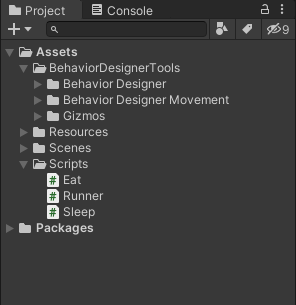 Project Console
9
Assets
BehaviorDesignerTools
Behavior Designer
Behavior Designer Movement
Gizmos
Resources
Scenes
Scripts
# Eat
# Runner
# Sleep
Packages